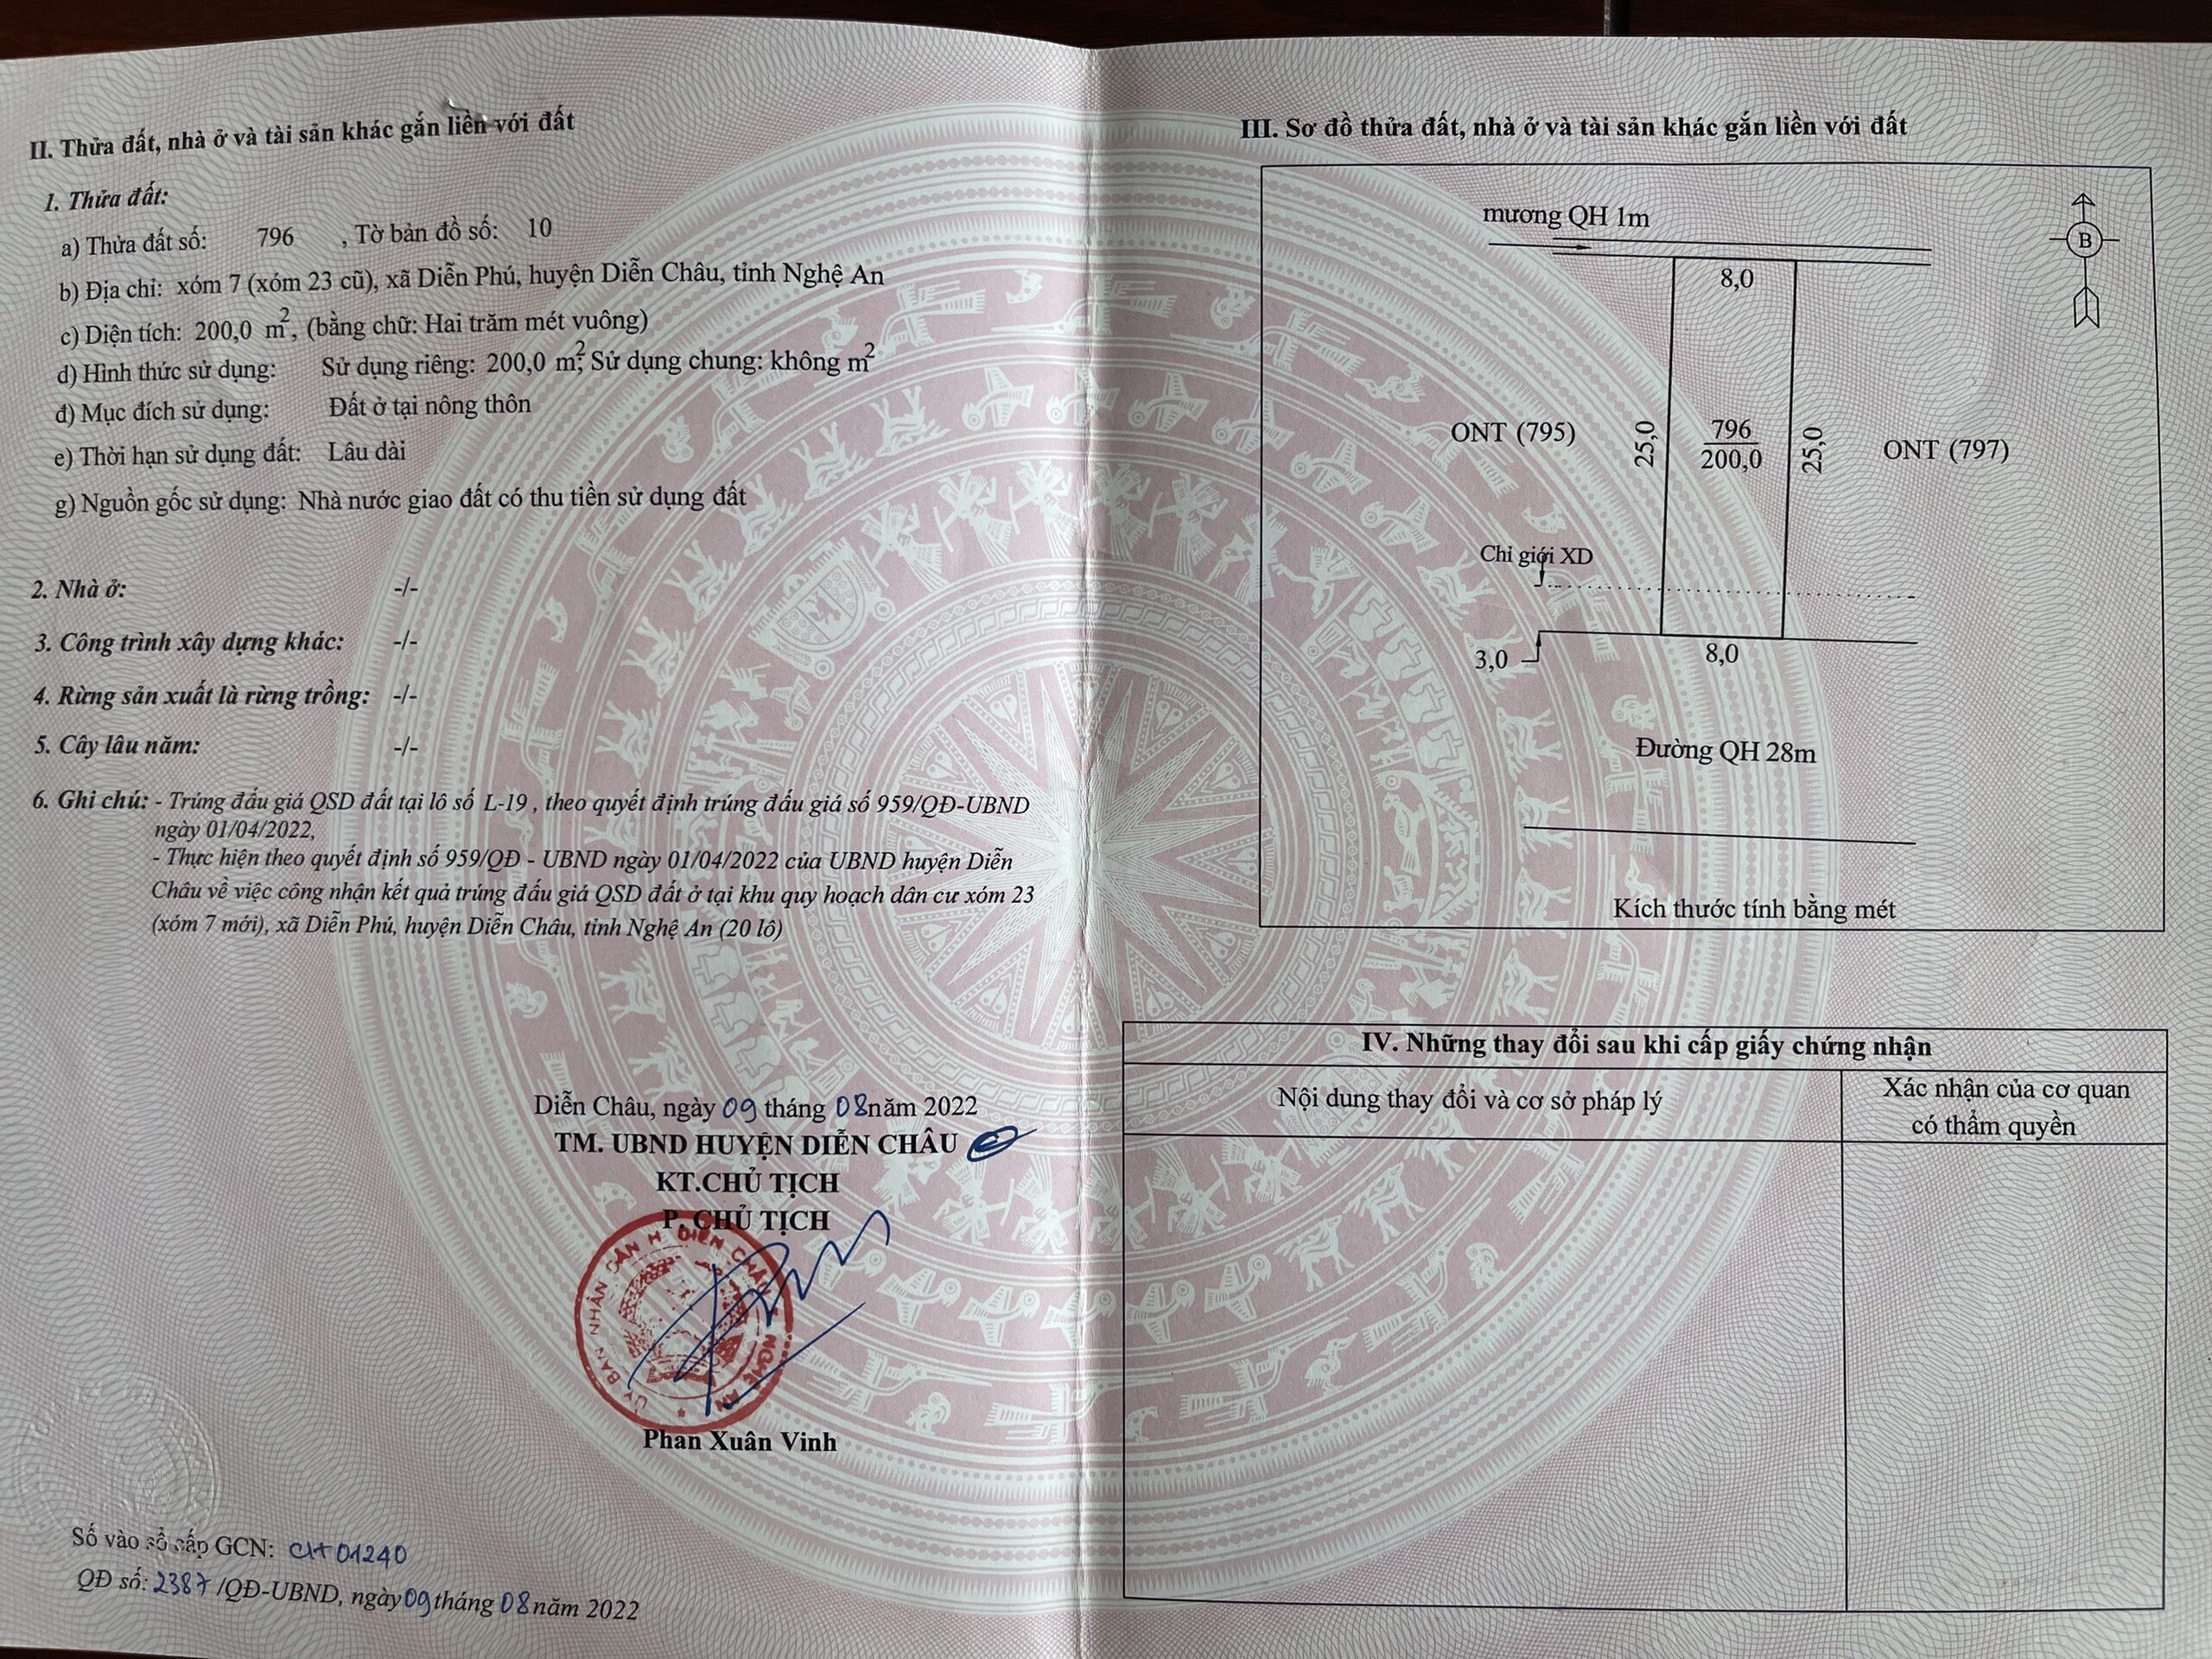 II. Thửa đất, nhà ở và tài sản khác gắn liền với đất
1. Thửa đất:
a) Thửa đất số: 796 , Tờ bản đồ số: 10
b) Địa chỉ: xóm 7 (xóm 23 cũ), xã Diễn Phú, huyện Diễn Châu, tỉnh Nghệ An
c) Diện tích: 200,0 m², (bằng chữ: Hai trăm mét vuông)
d) Hình thức sử dụng: Sử dụng riêng: 200,0 m²; Sử dụng chung: không m²
đ) Mục đích sử dụng: Đất ở tại nông thôn
e) Thời hạn sử dụng đất: Lâu dài
g) Nguồn gốc sử dụng: Nhà nước giao đất có thu tiền sử dụng đất
2. Nhà ở: -/-
3. Công trình xây dựng khác: -/-
4. Rừng sản xuất là rừng trồng: -/-
5. Cây lâu năm: -/-
6. Ghi chú: - Trúng đấu giá QSD đất tại lô số L-19 , theo quyết định trúng đấu giá số 959/QĐ-UBND
ngày 01/04/2022,
- Thực hiện theo quyết định số 959/QĐ - UBND ngày 01/04/2022 của UBND huyện Diễn
Châu về việc công nhận kết quả trúng đấu giá QSD đất ở tại khu quy hoạch dân cư xóm 23
(xóm 7 mới), xã Diễn Phú, huyện Diễn Châu, tỉnh Nghệ An (20 lô)
Diễn Châu, ngày 09 tháng 08 năm 2022
TM. UBND HUYỆN DIỄN CHÂU
KT.CHỦ TỊCH
P. CHỦ TỊCH
ỦY BAN NHÂN DÂN H. DIỄN CHÂU
NGHỆ AN
Phan Xuân Vinh
Số vào sổ cấp GCN: CH 01240
QĐ số: 2387 /QĐ-UBND, ngày 09 tháng 08 năm 2022
III. Sơ đồ thửa đất, nhà ở và tài sản khác gắn liền với đất
mương QH 1m
B
8,0
ONT (795)
25,0
796
200,0
25,0
ONT (797)
Chỉ giới XD
3,0
8,0
Đường QH 28m
Kích thước tính bằng mét
IV. Những thay đổi sau khi cấp giấy chứng nhận
Nội dung thay đổi và cơ sở pháp lý
Xác nhận của cơ quan
có thẩm quyền